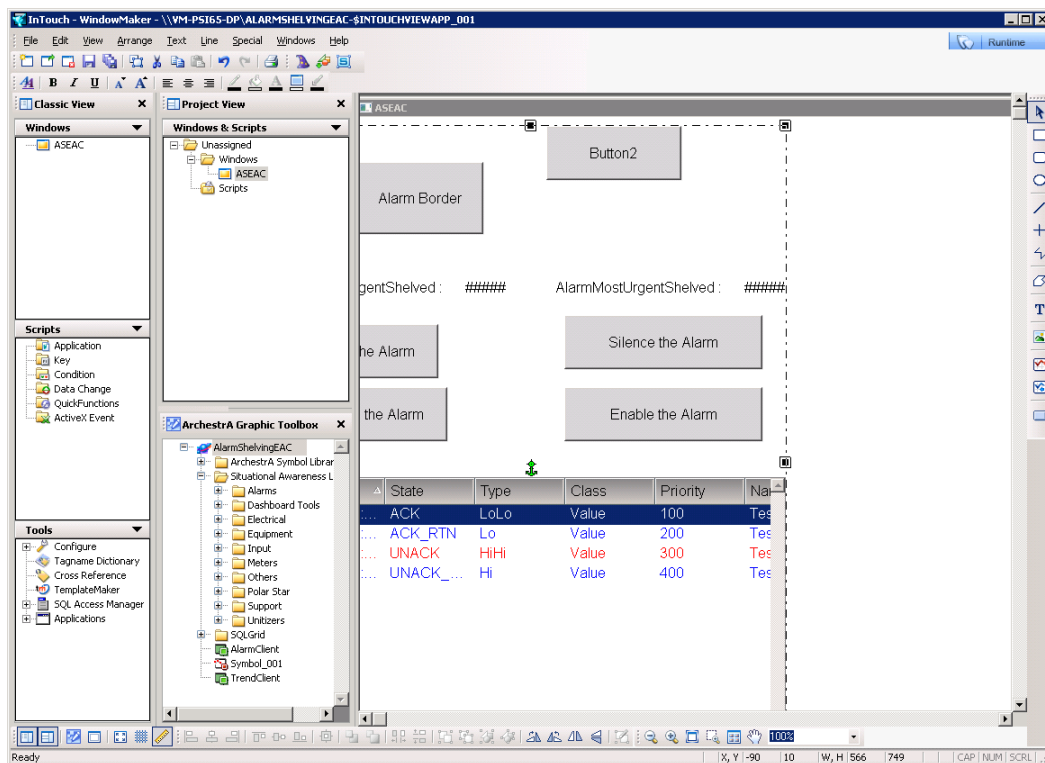 InTouch - WindowMaker - \\VM-PSI65-DP\ALARMSHELVINGEAC-$INTOUCHVIEWAPP_001
File Edit View Arrange Text Line Special Windows Help
Runtime
B I U A A A
Classic View
Windows
ASEAC
Scripts
Application
Key
Condition
Data Change
QuickFunctions
ActiveX Event
Tools
Configure
Tagname Dictionary
Cross Reference
TemplateMaker
SQL Access Manager
Applications
Project View
Windows & Scripts
Unassigned
Windows
ASEAC
Scripts
ArchestrA Graphic Toolbox
AlarmShelvingEAC
ArchestrA Symbol Librar
Situational Awareness L
Alarms
Dashboard Tools
Electrical
Equipment
Input
Meters
Others
Polar Star
Support
Unitizers
SQLGrid
AlarmClient
Symbol_001
TrendClient
ASEAC
Button2
Alarm Border
gentShelved : ##### AlarmMostUrgentShelved : #####
he Alarm Silence the Alarm
the Alarm Enable the Alarm
State Type Class Priority Nar
:... ACK LoLo Value 100 Tes
:... ACK_RTN Lo Value 200 Tes
:... UNACK HiHi Value 300 Tes
:... UNACK_... Hi Value 400 Tes
T
100%
Ready X, Y -90 10 W, H 566 749 CAP NUM SCRL